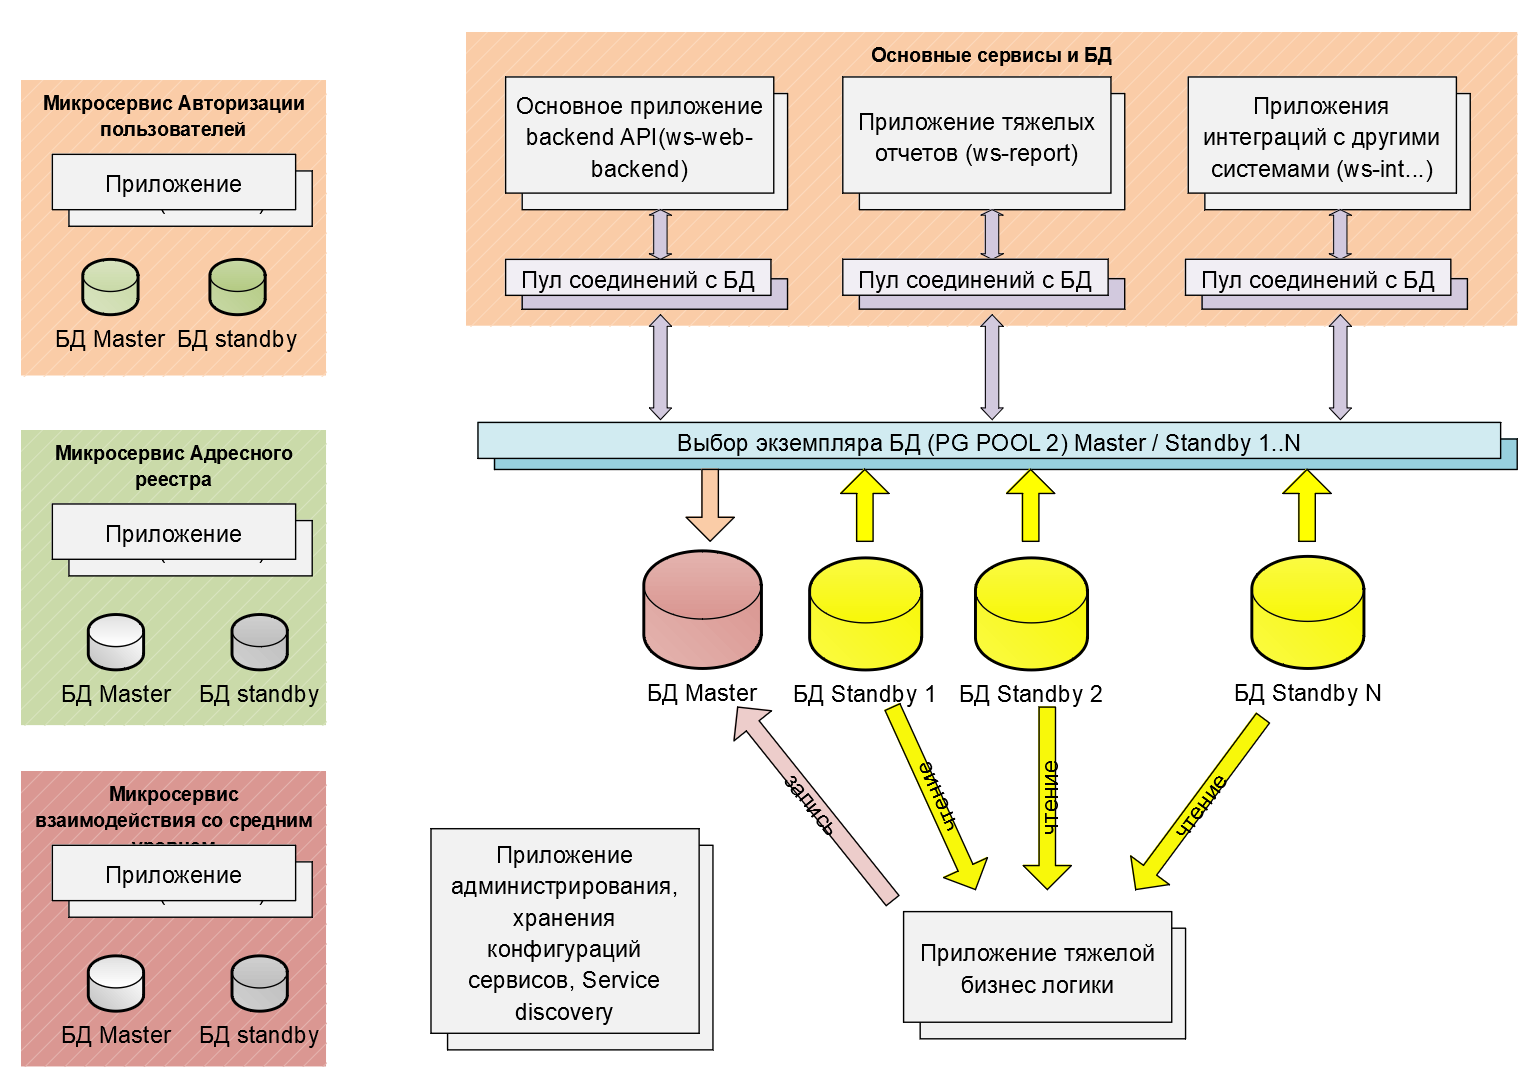 Микросервис Авторизации
пользователей
Приложение
БД Master
БД standby
Микросервис Адресного
реестра
Приложение
БД Master
БД standby
Микросервис
взаимодействия со средним
Приложение
БД Master
БД standby
Основные сервисы и БД
Основное приложение
backend API(ws-web-
backend)
Приложение тяжелых
отчетов (ws-report)
Приложения
интеграций с другими
системами (ws-int...)
Пул соединений с БД
Пул соединений с БД
Пул соединений с БД
Выбор экземпляра БД (PG POOL 2) Master / Standby 1..N
БД Master
БД Standby 1
БД Standby 2
БД Standby N
запись
чтение
чтение
чтение
Приложение
администрирования,
хранения
конфигураций
сервисов, Service
discovery
Приложение тяжелой
бизнес логики